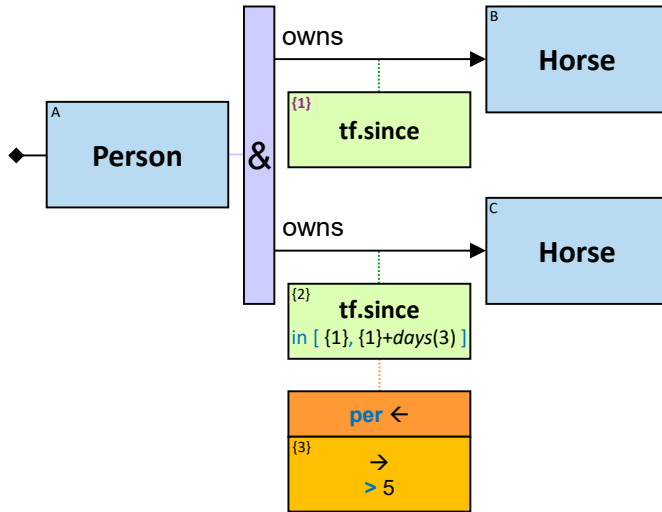 owns
B
Horse
{1}
tf.since
A
Person
&
owns
C
Horse
{2}
tf.since
in [ {1}, {1}+days(3) ]
per ←
{3}
→
> 5